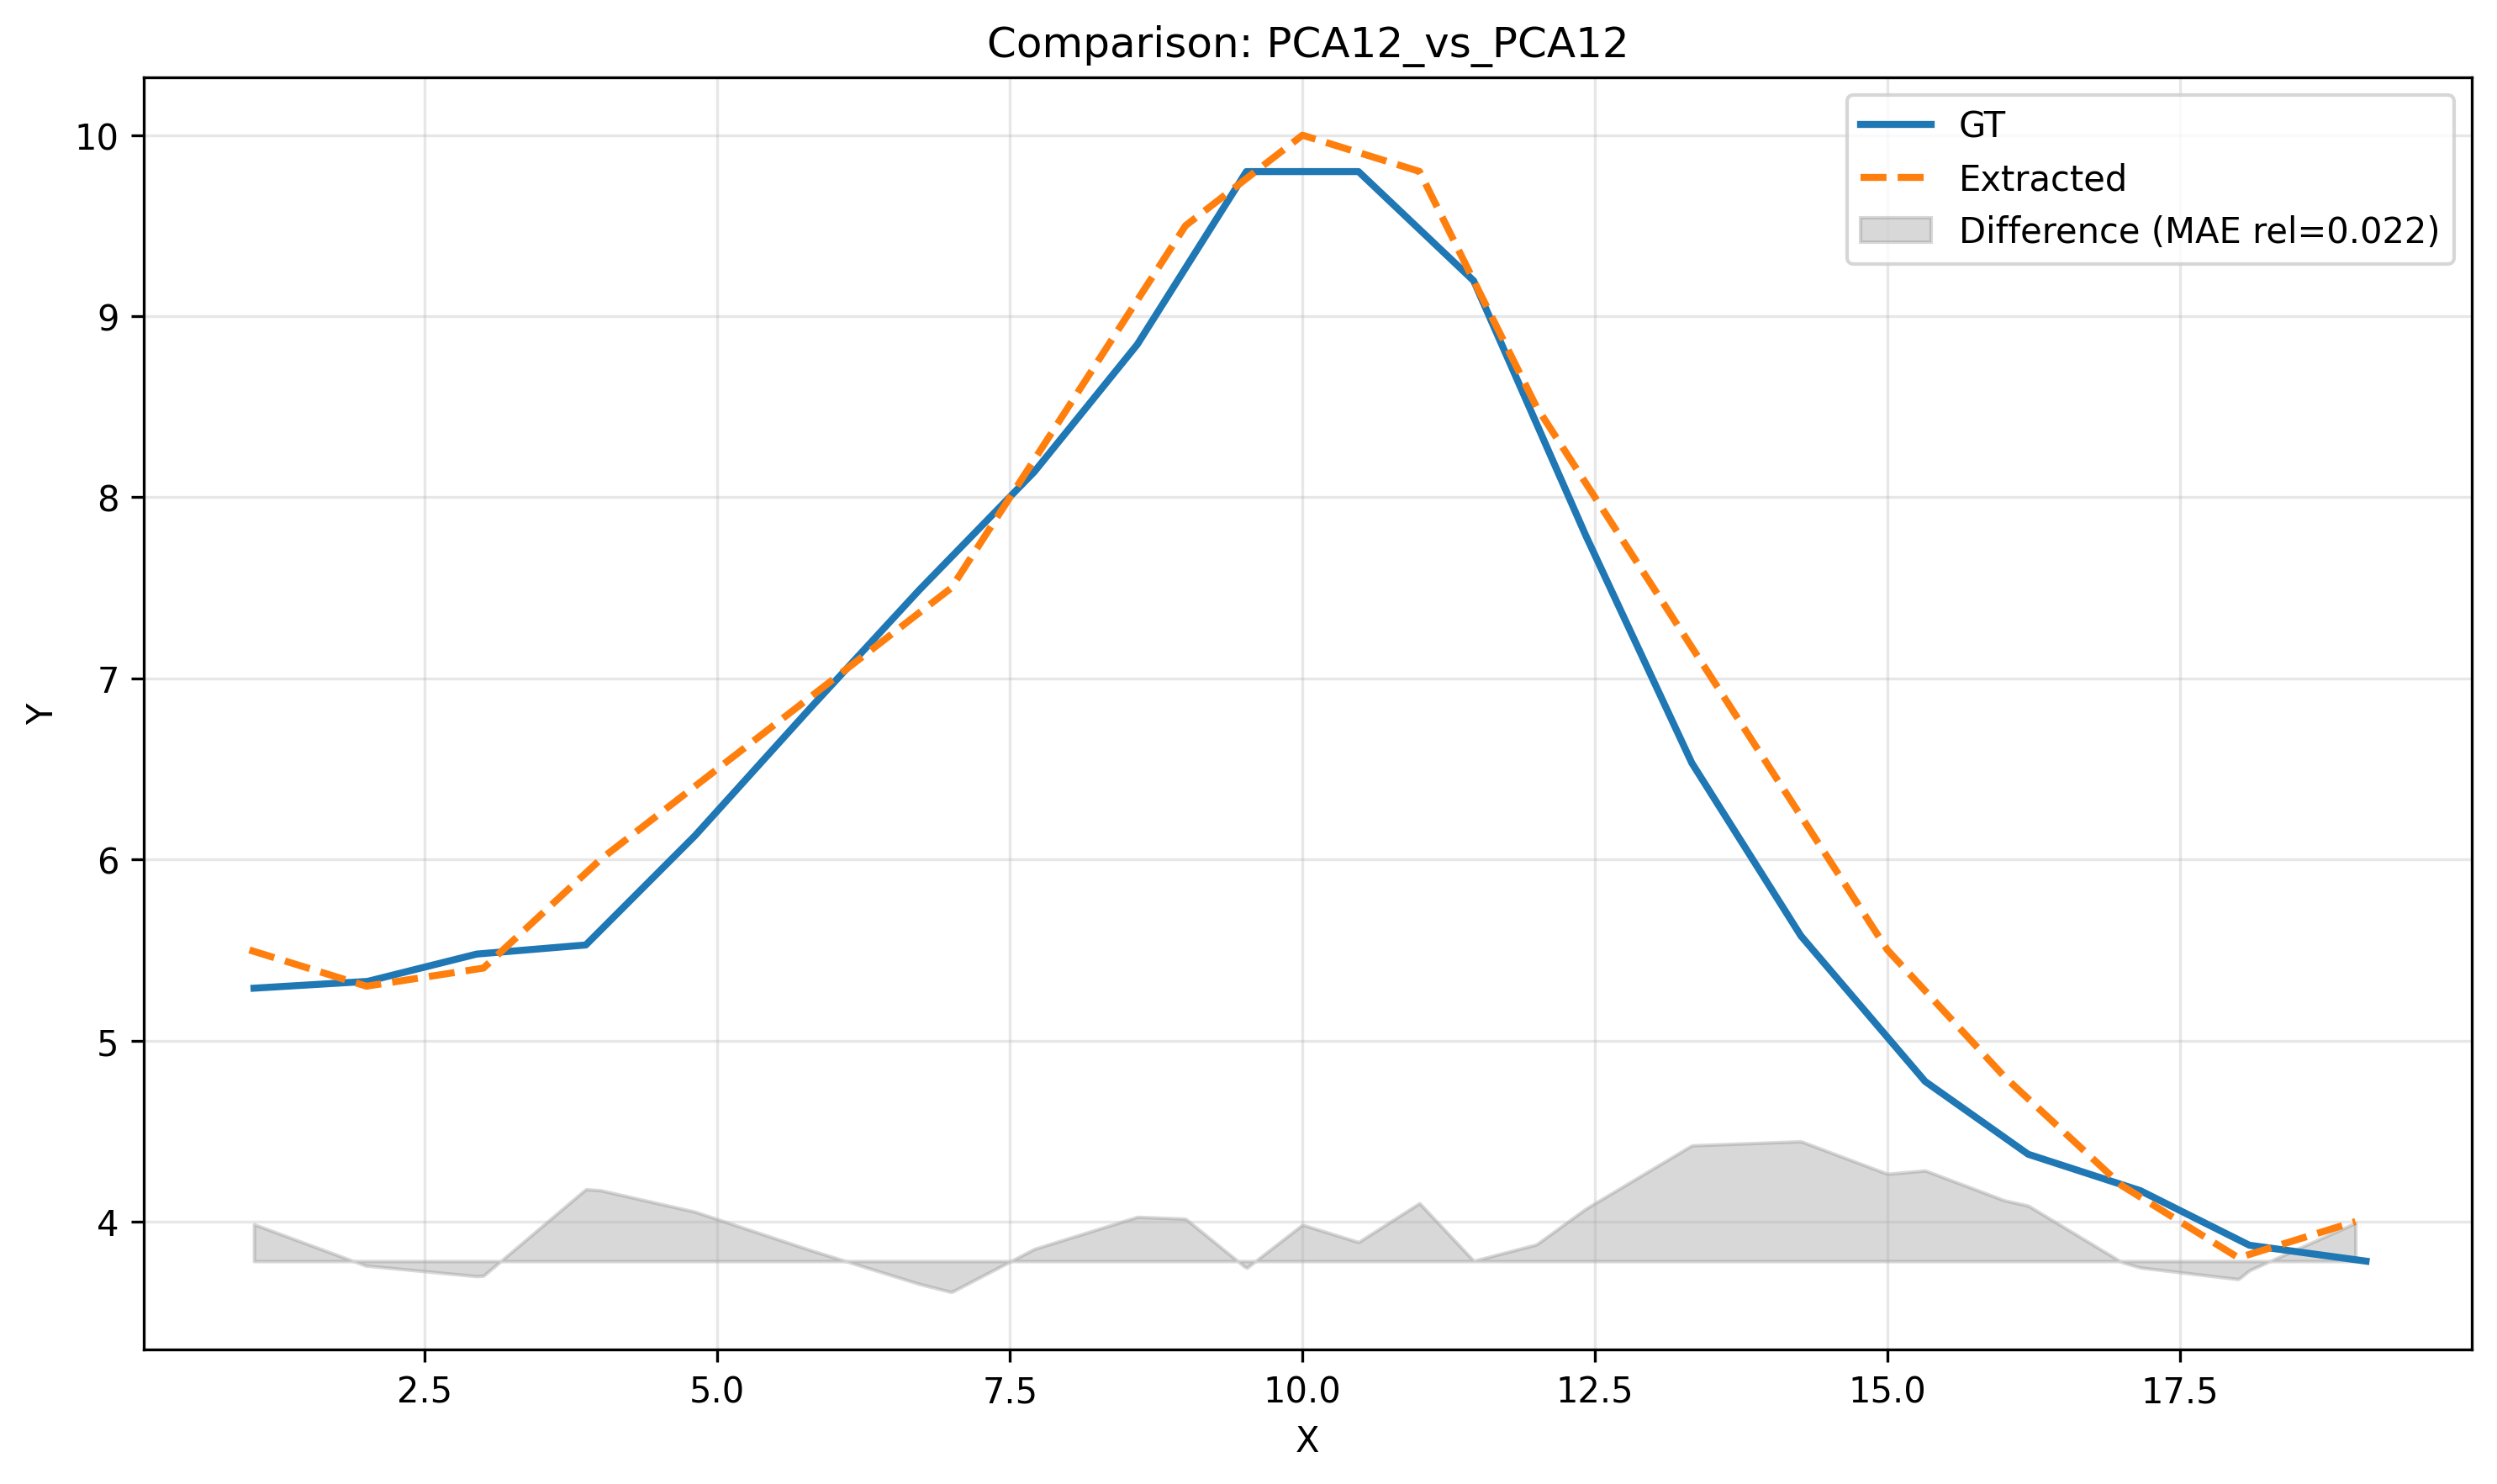 Comparison: PCA12_vs_PCA12
GT
Extracted
Difference (MAE rel=0.022)
10
9
8
7
6
5
4
Y
2.5 5.0 7.5 10.0 12.5 15.0 17.5
X